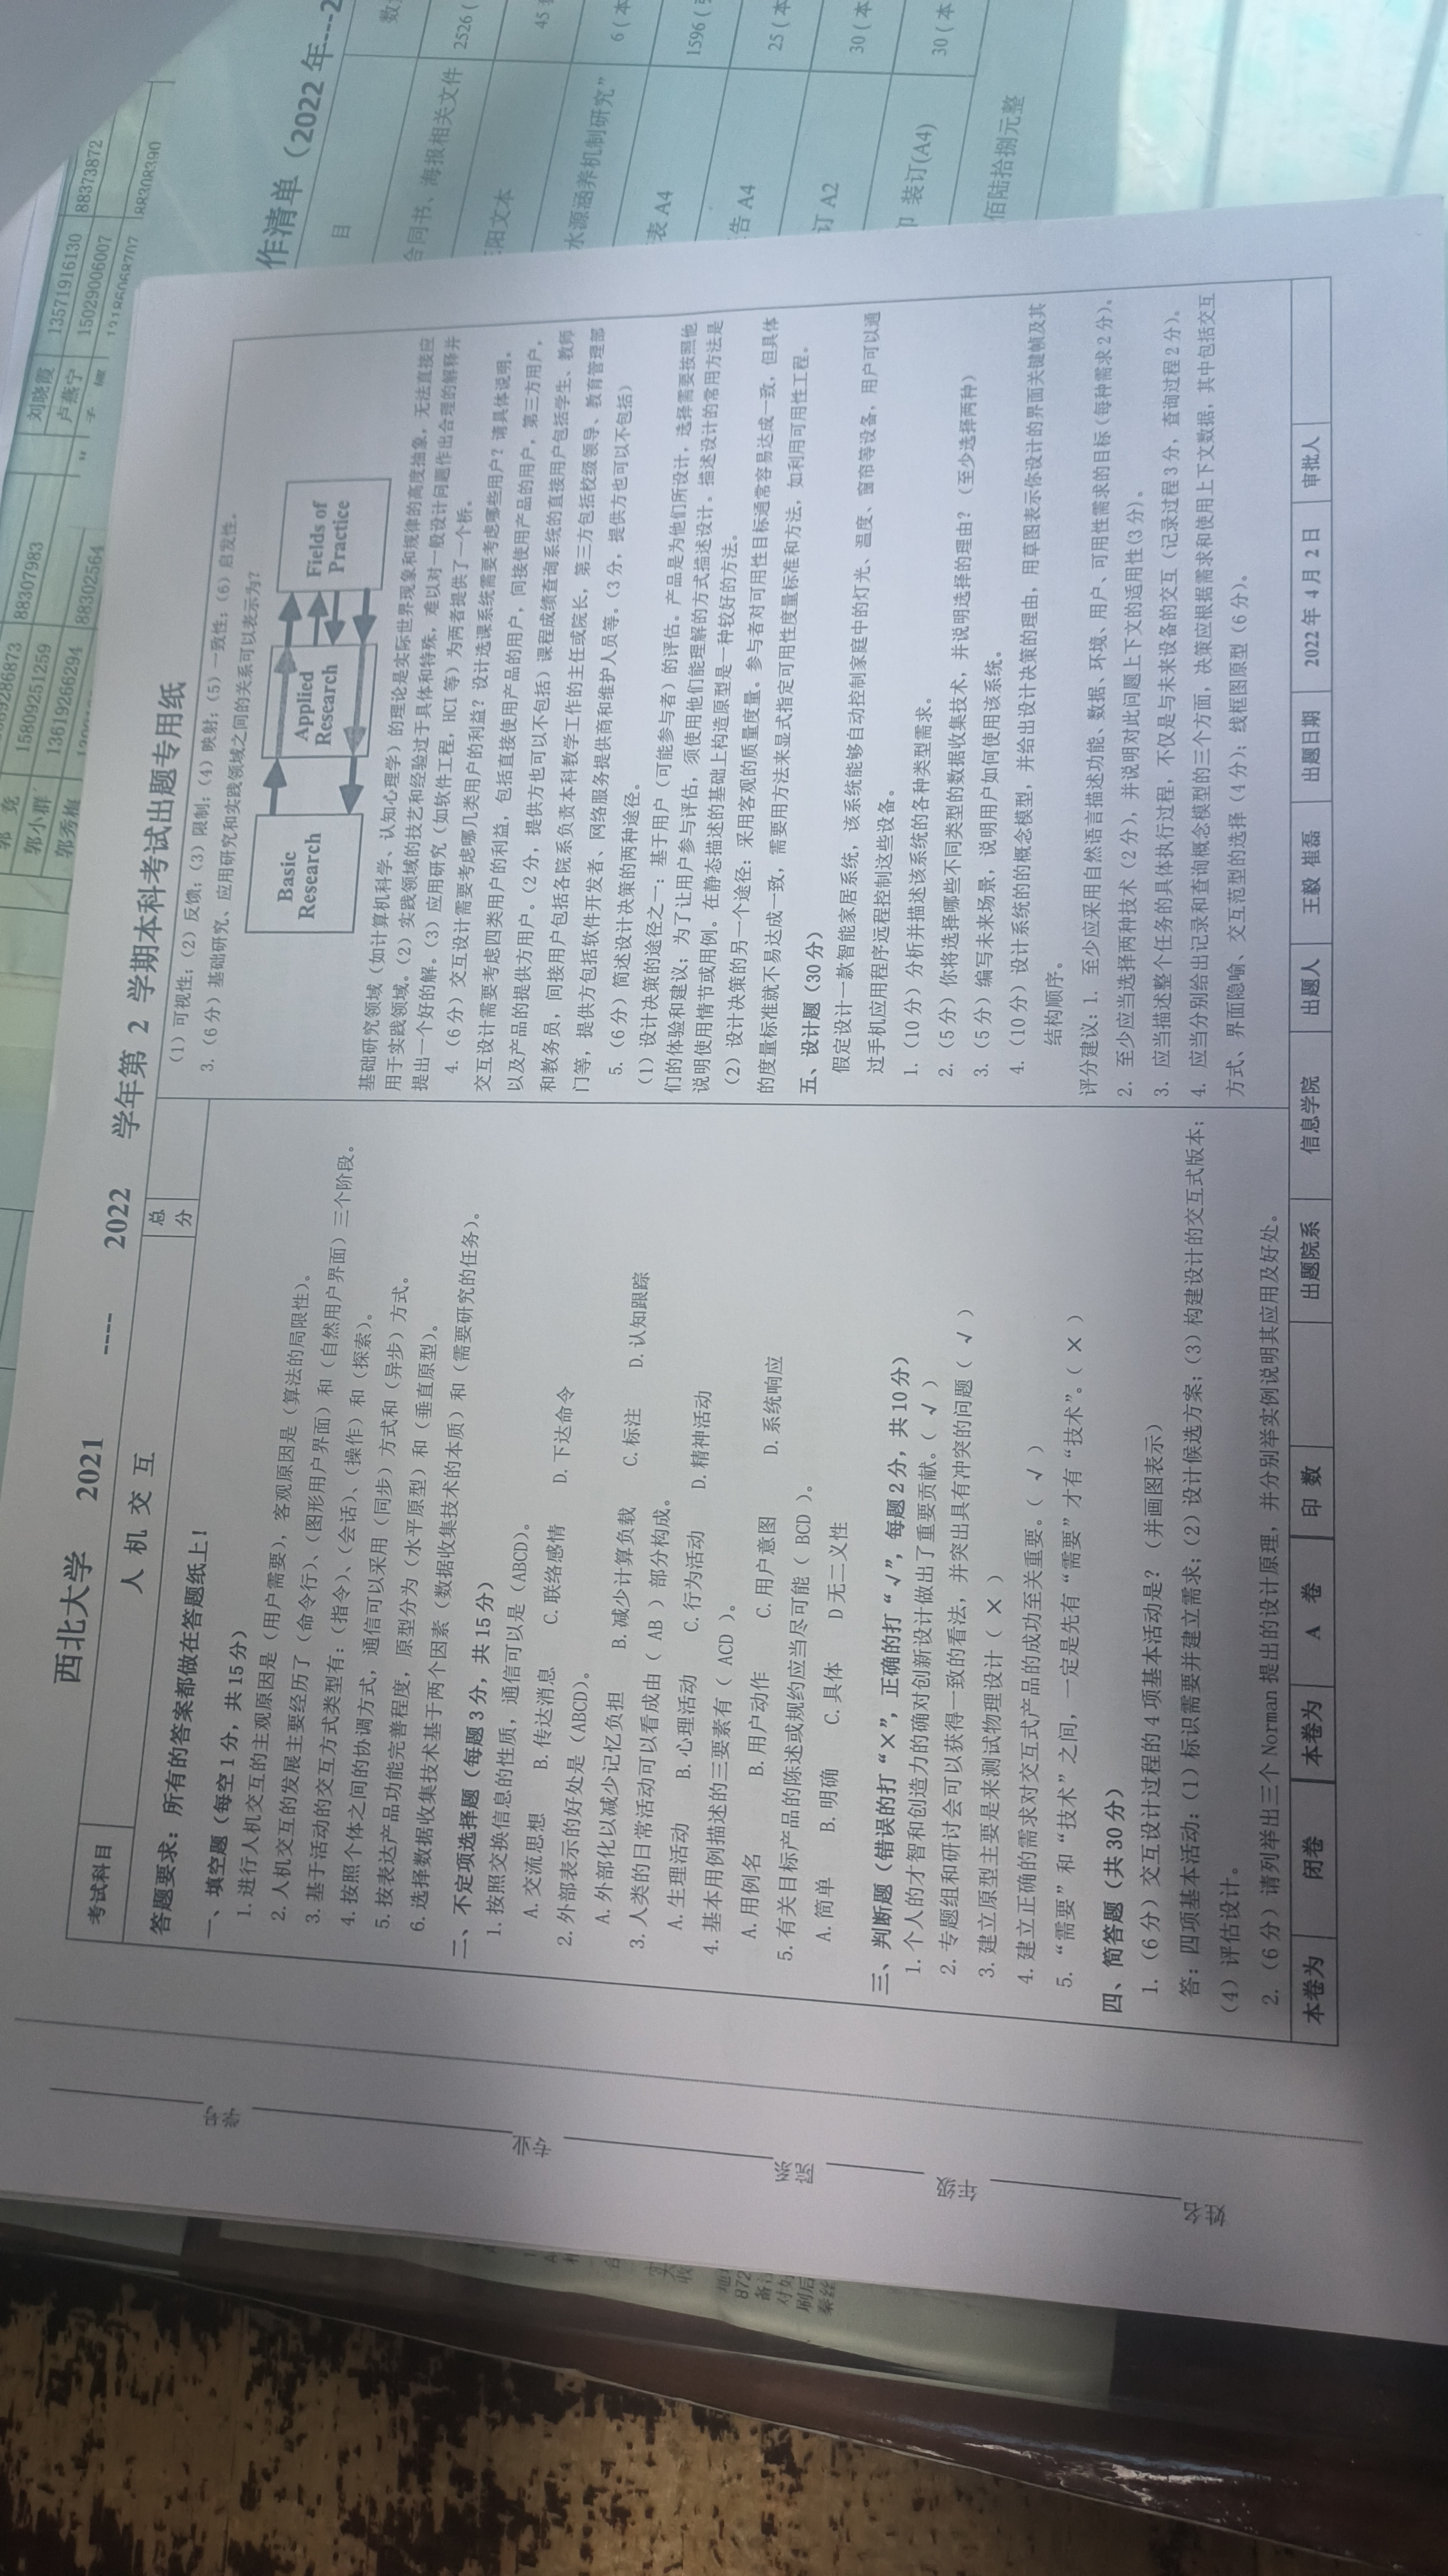 西北大学 2021 ---- 2022 学年第 2 学期本科考试出题专用纸
考试科目
人 机 交 互
总分
答题要求：所有的答案都做在答题纸上！
一、填空题（每空 1 分，共 15 分）
1.进行人机交互的主观原因是（用户需要），客观原因是（算法的局限性）。
2.人机交互的发展主要经历了（命令行）、（图形用户界面）和（自然用户界面）三个阶段。
3.基于活动的交互方式类型有：（指令）、（会话）、（操作）和（探索）。
4.按照个体之间的协调方式，通信可以采用（同步）方式和（异步）方式。
5.按表达产品功能完善程度，原型分为（水平原型）和（垂直原型）。
6.选择数据收集技术基于两个因素（数据收集技术的本质）和（需要研究的任务）。
二、不定项选择题（每题 3 分，共 15 分）
1.按照交换信息的性质，通信可以是（ABCD）。
A.交流思想 B.传达消息 C.联络感情 D.下达命令
2.外部表示的好处是（ABCD）。
A.外部化以减少记忆负担 B.减少计算负载 C.标注 D.认知跟踪
3.人类的日常活动可以看成由（ AB ）部分构成。
A.生理活动 B.心理活动 C.行为活动 D.精神活动
4.基本用例描述的三要素有（ ACD ）。
A.用例名 B.用户动作 C.用户意图 D.系统响应
5.有关目标产品的陈述或规约应当尽可能（ BCD ）。
A.简单 B.明确 C.具体 D 无二义性
三、判断题（错误的打“×”，正确的打“√”，每题 2 分，共 10 分）
1.个人的才智和创造力的确对创新设计做出了重要贡献。（ √ ）
2.专题组和研讨会可以获得一致的看法，并突出具有冲突的问题（ √ ）
3.建立原型主要是来测试物理设计（ × ）
4.建立正确的需求对交互式产品的成功至关重要。（ √ ）
5.“需要”和“技术”之间，一定是先有“需要”才有“技术”。（ × ）
四、简答题（共 30 分）
1.（6 分）交互设计过程的 4 项基本活动是？（并画图表示）
答：四项基本活动：（1）标识需要并建立需求；（2）设计候选方案；（3）构建设计的交互式版本；
（4）评估设计。
2.（6 分）请列举出三个 Norman 提出的设计原理，并分别举实例说明其应用及好处。
（1）可视性；（2）反馈；（3）限制；（4）映射；（5）一致性；（6）启发性。
3.（6 分）基础研究、应用研究和实践领域之间的关系可以表示为？
Basic Research
Applied Research
Fields of Practice
基础研究领域（如计算机科学、认知心理学）的理论是实际世界现象和规律的高度抽象，无法直接应
用于实践领域。（2）实践领域的技艺和经验过于具体和特殊，难以对一般设计问题作出合理的解释并
提出一个好的解。（3）应用研究（如软件工程，HCI 等）为两者提供了一个桥。
4.（6 分）交互设计需要考虑哪几类用户的利益？设计选课系统需要考虑哪些用户？请具体说明。
交互设计需要考虑四类用户的利益，包括直接使用产品的用户，间接使用产品的用户，第三方用户，
以及产品的提供方用户。（2 分，提供方也可以不包括）课程成绩查询系统的直接用户包括学生、教师
和教务员，间接用户包括各院系负责本科教学工作的主任或院长，第三方包括校级领导、教育管理部
门等，提供方包括软件开发者、网络服务提供商和维护人员等。（3 分，提供方也可以不包括）
5.（6 分）简述设计决策的两种途径。
（1）设计决策的途径之一：基于用户（可能参与者）的评估。产品是为他们所设计，选择需要按照他
们的体验和建议；为了让用户参与评估，须使用他们能理解的方式描述设计。描述设计的常用方法是
说明使用情节或用例。在静态描述的基础上构造原型是一种较好的方法。
（2）设计决策的另一个途径：采用客观的质量度量。参与者对可用性目标通常容易达成一致，但具体
的度量标准就不易达成一致，需要用方法来显式指定可用性度量标准和方法，如利用可用性工程。
五、设计题（30 分）
假定设计一款智能家居系统，该系统能够自动控制家庭中的灯光、温度、窗帘等设备，用户可以通
过手机应用程序远程控制这些设备。
1.（10 分）分析并描述该系统的各种类型需求。
2.（5 分）你将选择哪些不同类型的数据收集技术，并说明选择的理由？（至少选择两种）
3.（5 分）编写未来场景，说明用户如何使用该系统。
4.（10 分）设计系统的的概念模型，并给出设计决策的理由，用草图表示你设计的界面关键帧及其
结构顺序。
评分建议：1. 至少应采用自然语言描述功能、数据、环境、用户、可用性需求的目标（每种需求 2 分）。
2. 至少应当选择两种技术（2 分），并说明对此问题上下文的适用性(3 分)。
3. 应当描述整个任务的具体执行过程，不仅是与未来设备的交互（记录过程 3 分，查询过程 2 分）。
4. 应当分别给出记录和查询概念模型的三个方面，决策应根据需求和使用上下文数据，其中包括交互
方式、界面隐喻、交互范型的选择（4 分）；线框图原型（6 分）。
本卷为 闭卷 本卷为 A 卷 印 数 出题院系 信息学院 出题人 王毅 崔磊 出题日期 2022 年 4 月 2 日 审批人
姓名 年级 院系 专业 学号
郭 竞 88307983
郭小群 15809251259
郭秀梅 13619266294 88302564
刘晓霞 13571916130 88373872
卢燕宁 15029006007
13186068707 88308390
作清单（2022 年---2
目
合同书、海报相关文件 2526
文本 45
水源涵养机制研究” 6（本
表 A4 1596
告 A4 25（本
订 A2 30（本
装订(A4) 30（本
佰陆拾捌元整